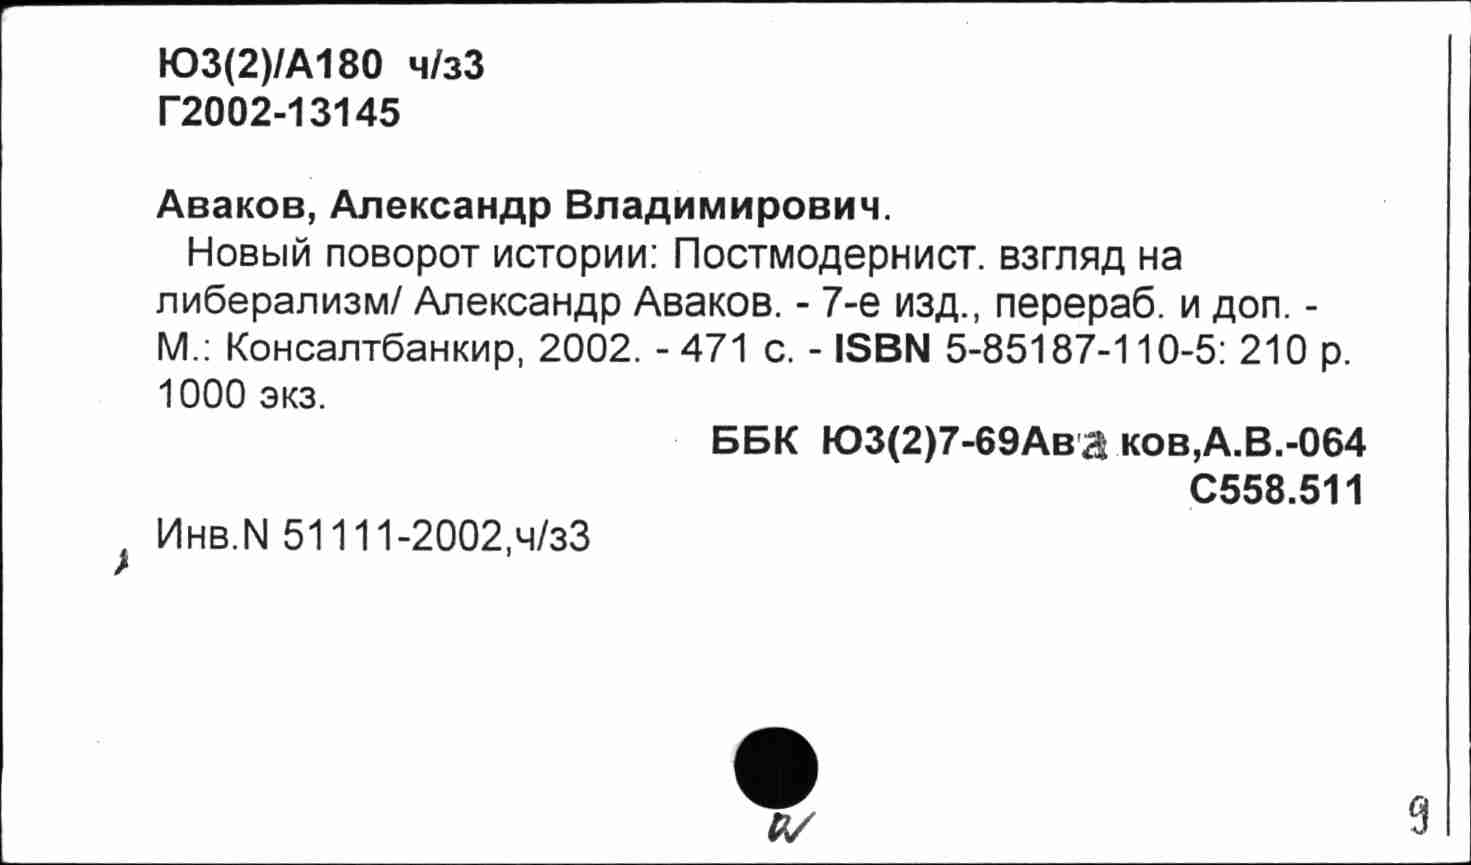 Ю3(2)/А180 ч/з3
Г2002-13145
Аваков, Александр Владимирович.
Новый поворот истории: Постмодернист. взгляд на
либерализм/ Александр Аваков. - 7-е изд., перераб. и доп. -
М.: Консалтбанкир, 2002. - 471 с. - ISBN 5-85187-110-5: 210 р.
1000 экз.
ББК Ю3(2)7-69Аваков,А.В.-064
С558.511
Инв.N 51111-2002,ч/з3
9